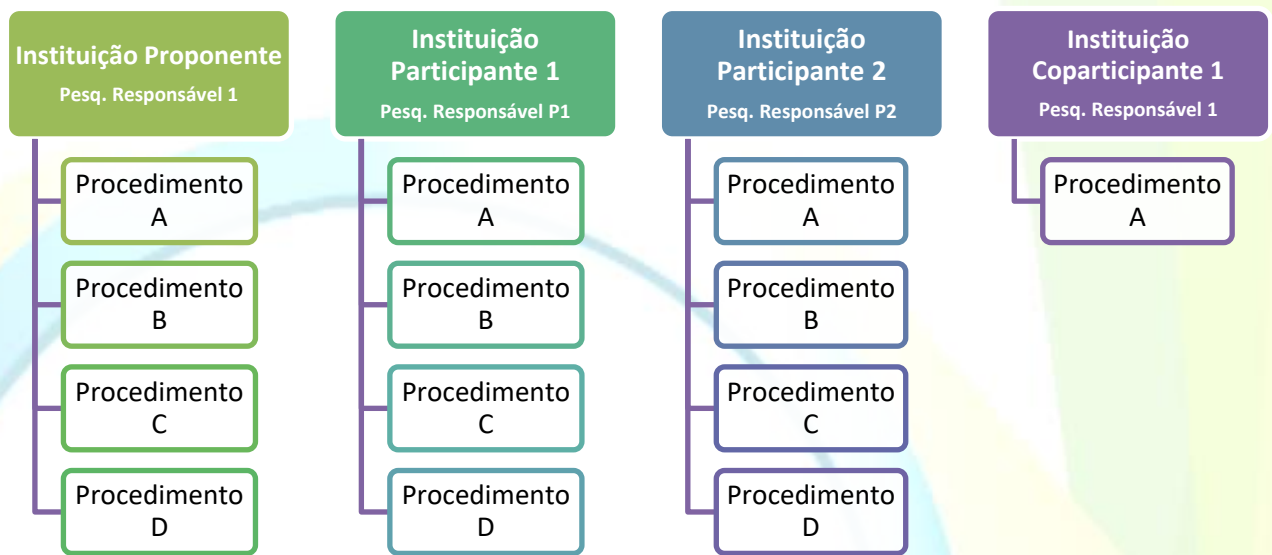 Instituição Proponente
Pesq. Responsável 1
Procedimento
A
Procedimento
B
Procedimento
C
Procedimento
D
Instituição
Participante 1
Pesq. Responsável P1
Procedimento
A
Procedimento
B
Procedimento
C
Procedimento
D
Instituição
Participante 2
Pesq. Responsável P2
Procedimento
A
Procedimento
B
Procedimento
C
Procedimento
D
Instituição
Coparticipante 1
Pesq. Responsável 1
Procedimento
A